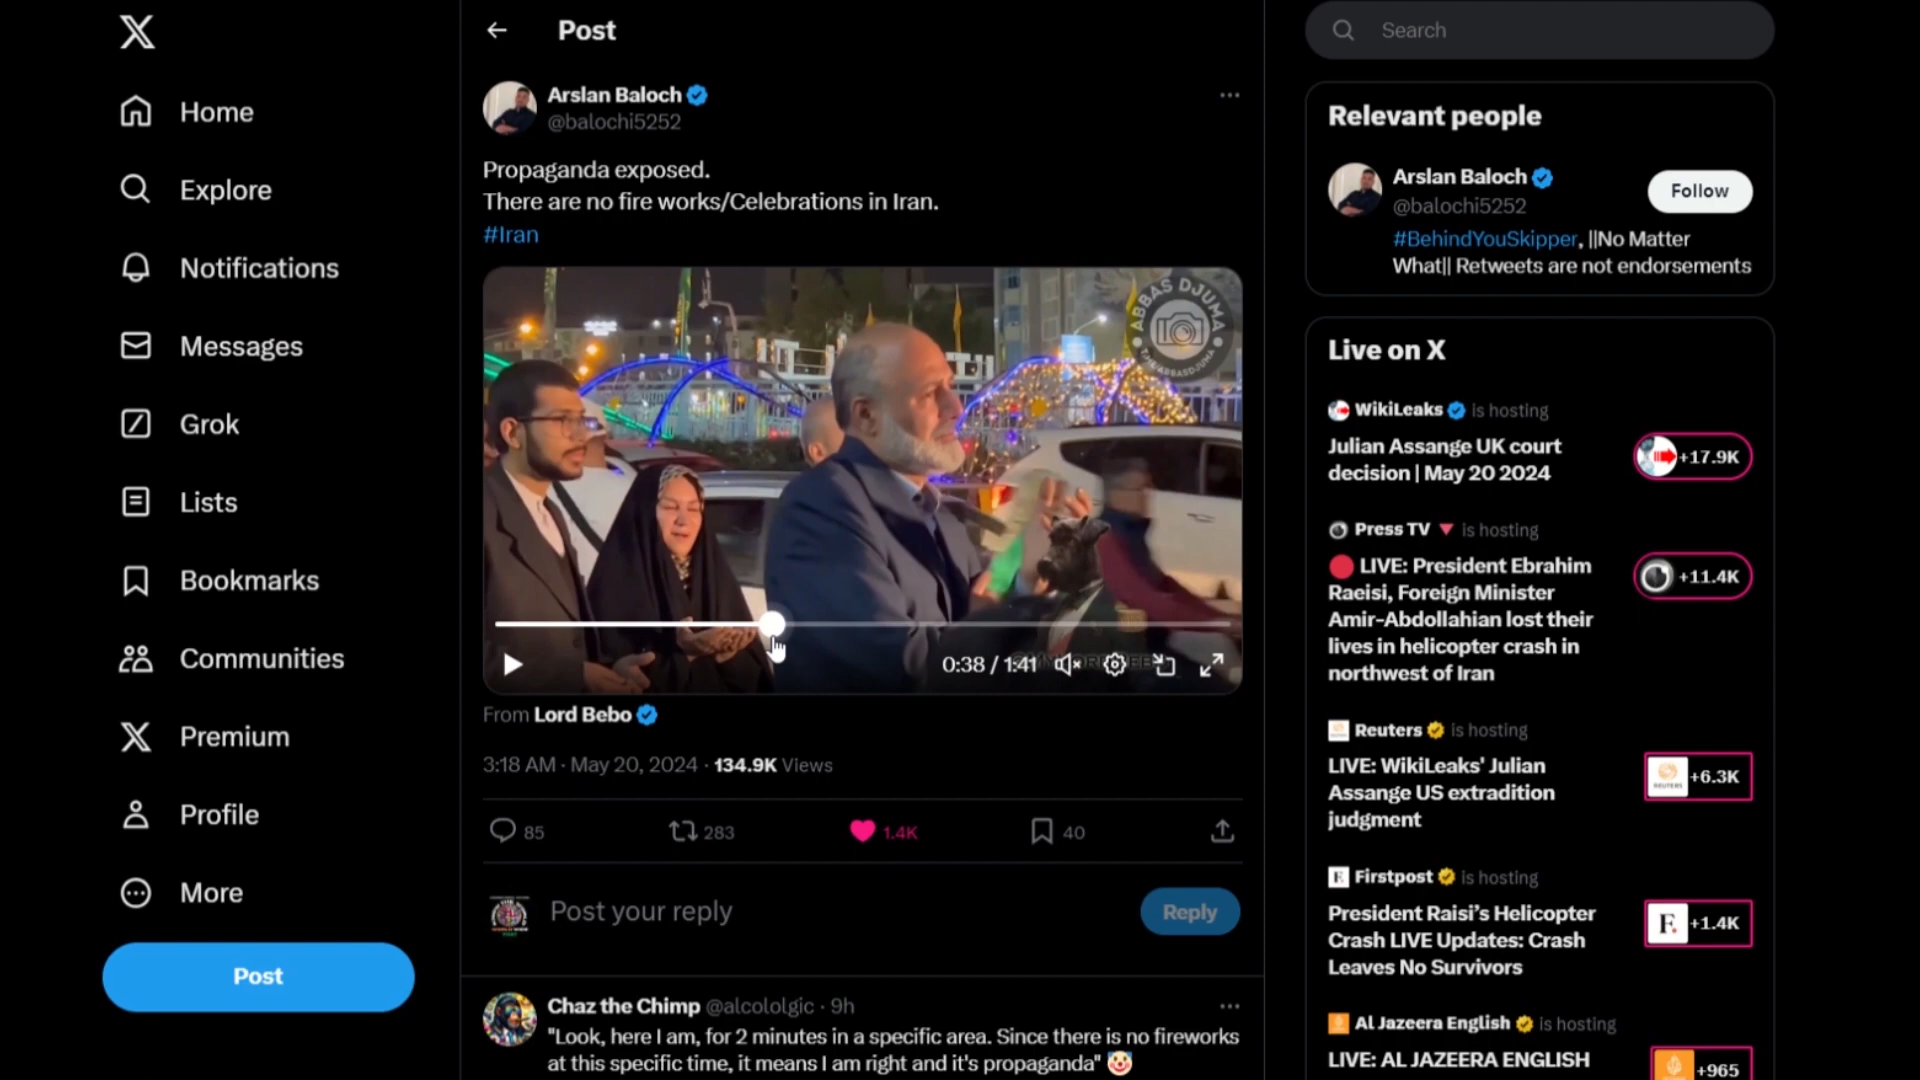 Home
Explore
Notifications
Messages
Grok
Lists
Bookmarks
Communities
Premium
Profile
More
Post
Post
Arslan Baloch
@balochi5252
Propaganda exposed.
There are no fire works/Celebrations in Iran.
#Iran
ABBAS DJUMA
0:38 / 1:41
From Lord Bebo
3:18 AM · May 20, 2024 · 134.9K Views
85
283
1.4K
40
Post your reply
Reply
Chaz the Chimp @alcololgic · 9h
"Look, here I am, for 2 minutes in a specific area. Since there is no fireworks
at this specific time, it means I am right and it's propaganda" 🤡
Search
Relevant people
Arslan Baloch
@balochi5252
Follow
#BehindYouSkipper, ||No Matter
What|| Retweets are not endorsements
Live on X
WikiLeaks is hosting
Julian Assange UK court
decision | May 20 2024
+17.9K
Press TV 🔻 is hosting
🔴 LIVE: President Ebrahim
Raeisi, Foreign Minister
Amir-Abdollahian lost their
lives in helicopter crash in
northwest of Iran
+11.4K
Reuters is hosting
LIVE: WikiLeaks' Julian
Assange US extradition
judgment
REUTERS
+6.3K
Firstpost is hosting
President Raisi's Helicopter
Crash LIVE Updates: Crash
Leaves No Survivors
F.
+1.4K
Al Jazeera English is hosting
LIVE: AL JAZEERA ENGLISH
+965